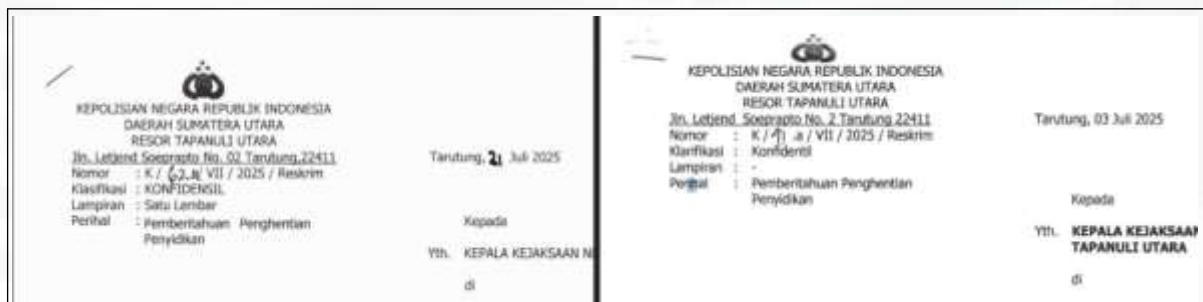 KEPOLISIAN NEGARA REPUBLIK INDONESIA
DAERAH SUMATERA UTARA
RESOR TAPANULI UTARA
Jln. Letjend Soeprapto No. 02 Tarutung,22411
Tarutung, 21 Juli 2025
Nomor : K / / VII / 2025 / Reskrim
Klasifikasi : KONFIDENSIL
Lampiran : Satu Lembar
Perihal : Pemberitahuan Penghentian
Penyidikan
Kepada
Yth. KEPALA KEJAKSAAN N
di
KEPOLISIAN NEGARA REPUBLIK INDONESIA
DAERAH SUMATERA UTARA
RESOR TAPANULI UTARA
Jln. Letjend Soeprapto No. 2 Tarutung 22411
Tarutung, 03 Juli 2025
Nomor : K / .a / VII / 2025 / Reskrim
Klarifikasi : Konfidentil
Lampiran : -
Perihal : Pemberitahuan Penghentian
Penyidikan
Kepada
Yth. KEPALA KEJAKSAAN
TAPANULI UTARA
di